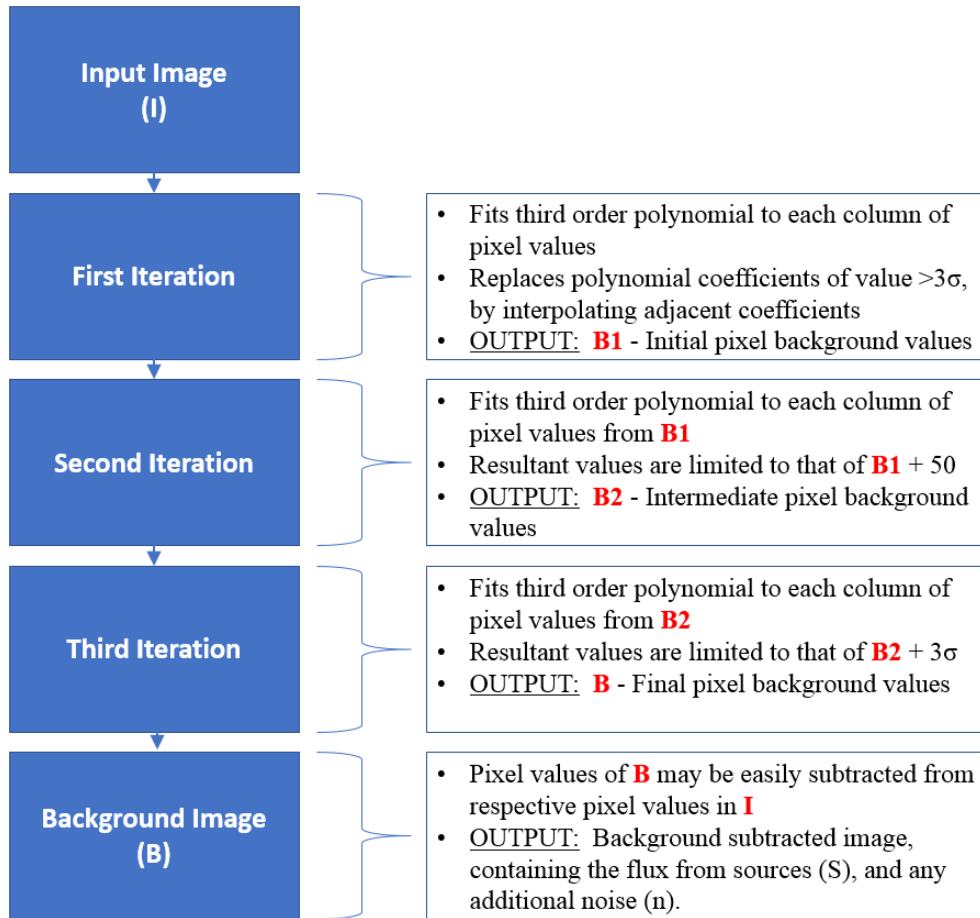 Input Image
(I)
First Iteration
• Fits third order polynomial to each column of
pixel values
• Replaces polynomial coefficients of value >3σ,
by interpolating adjacent coefficients
• OUTPUT: B1 - Initial pixel background values
Second Iteration
• Fits third order polynomial to each column of
pixel values from B1
• Resultant values are limited to that of B1 + 50
• OUTPUT: B2 - Intermediate pixel background
values
Third Iteration
• Fits third order polynomial to each column of
pixel values from B2
• Resultant values are limited to that of B2 + 3σ
• OUTPUT: B - Final pixel background values
Background Image
(B)
• Pixel values of B may be easily subtracted from
respective pixel values in I
• OUTPUT: Background subtracted image,
containing the flux from sources (S), and any
additional noise (n).